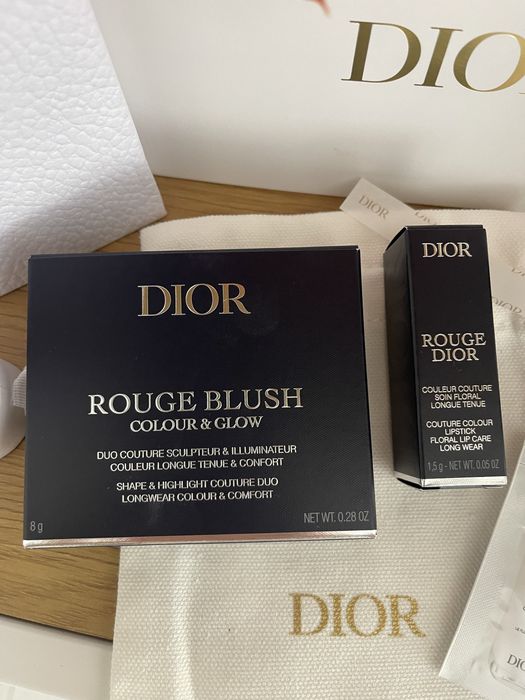 DIO
DIOR
DIOR
ROUGE BLUSH
COLOUR & GLOW
DUO COUTURE SCULPTEUR & ILLUMINATEUR
COULEUR LONGUE TENUE & CONFORT
SHAPE & HIGHLIGHT COUTURE DUO
LONGWEAR COLOUR & COMFORT
8 g
NET WT. 0.28 OZ
DIOR
ROUGE
DIOR
COULEUR COUTURE
SOIN FLORAL
LONGUE TENUE
COUTURE COLOUR
LIPSTICK
FLORAL LIP CARE
LONG WEAR
1,5 g - NET WT. 0.05 OZ
DIOR
DIO